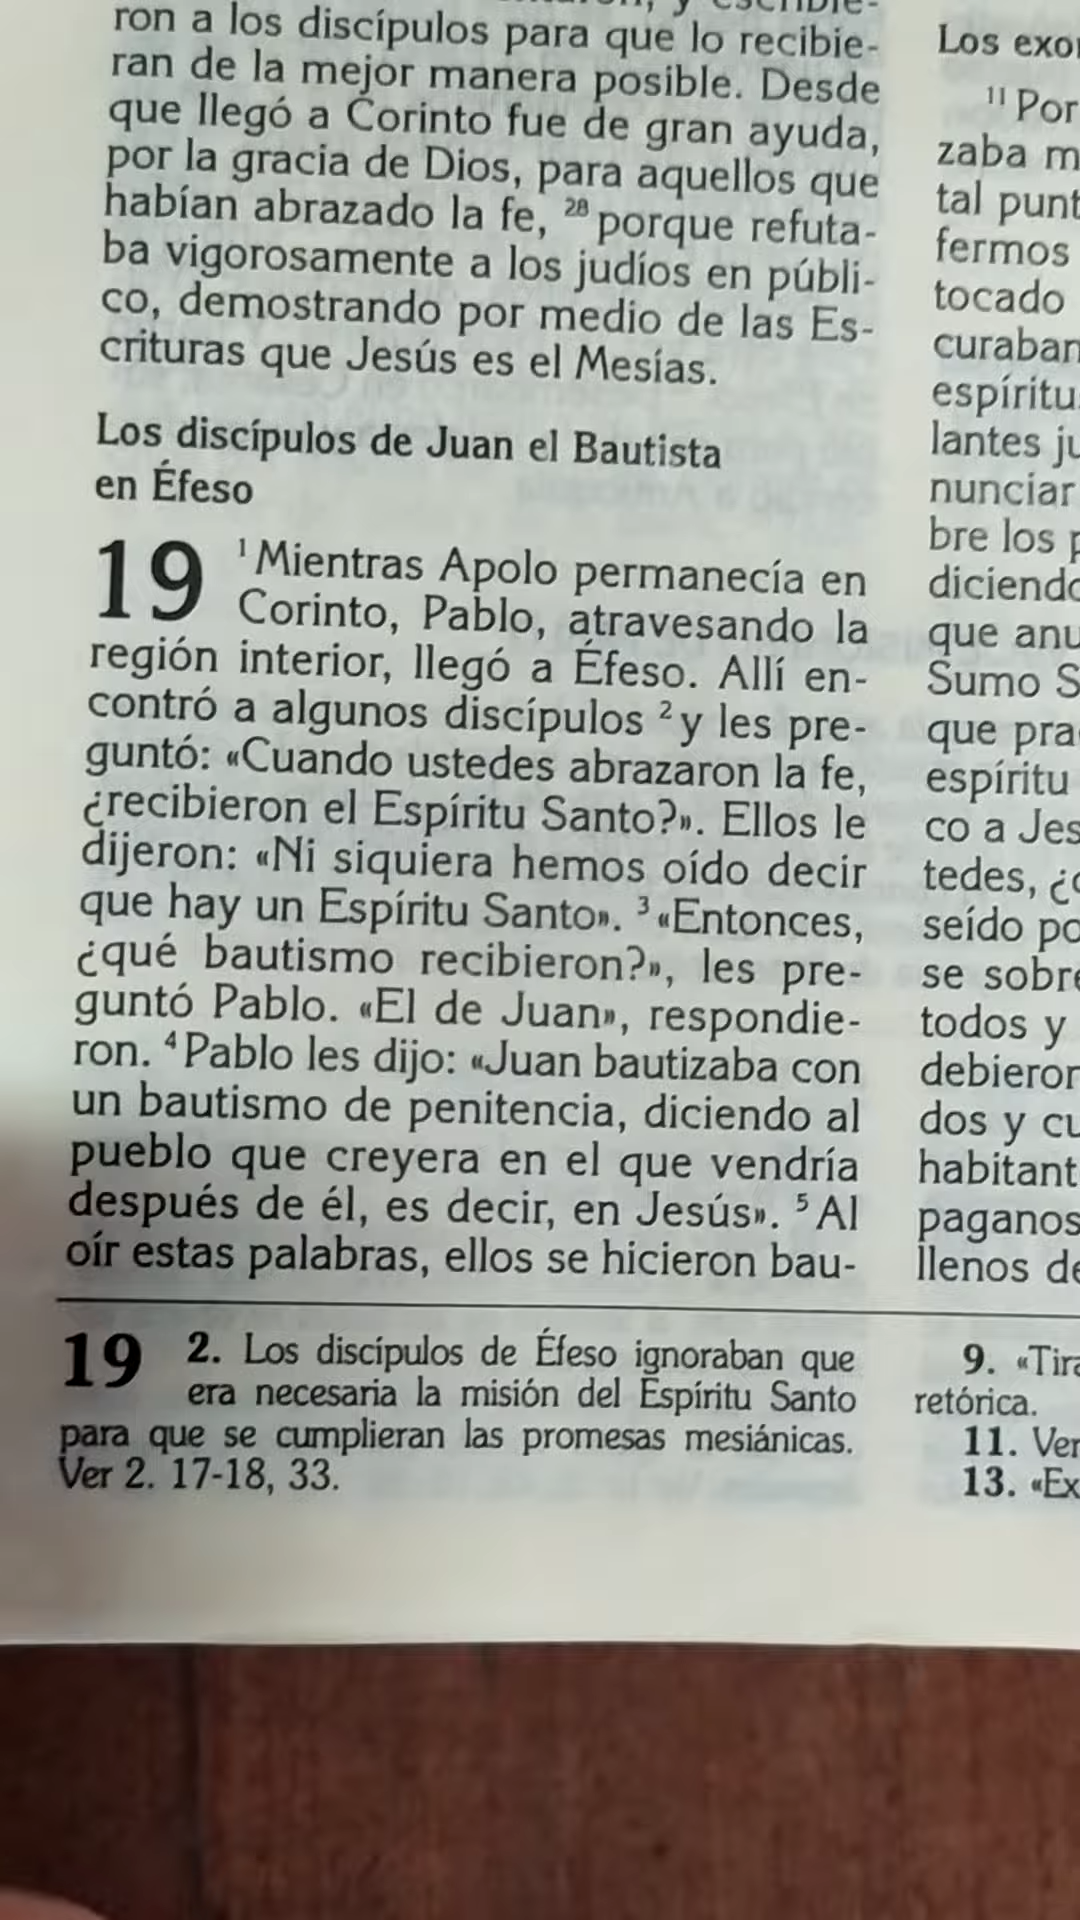 ron a los discípulos para que lo recibie-
ran de la mejor manera posible. Desde
que llegó a Corinto fue de gran ayuda,
por la gracia de Dios, para aquellos que
habían abrazado la fe, 28 porque refuta-
ba vigorosamente a los judíos en públi-
co, demostrando por medio de las Es-
crituras que Jesús es el Mesías.
Los discípulos de Juan el Bautista
en Éfeso
19 1 Mientras Apolo permanecía en
Corinto, Pablo, atravesando la
región interior, llegó a Éfeso. Allí en-
contró a algunos discípulos 2 y les pre-
guntó: «Cuando ustedes abrazaron la fe,
¿recibieron el Espíritu Santo?». Ellos le
dijeron: «Ni siquiera hemos oído decir
que hay un Espíritu Santo». 3 «Entonces,
¿qué bautismo recibieron?», les pre-
guntó Pablo. «El de Juan», respondie-
ron. 4 Pablo les dijo: «Juan bautizaba con
un bautismo de penitencia, diciendo al
pueblo que creyera en el que vendría
después de él, es decir, en Jesús». 5 Al
oír estas palabras, ellos se hicieron bau-
19 2. Los discípulos de Éfeso ignoraban que
era necesaria la misión del Espíritu Santo
para que se cumplieran las promesas mesiánicas.
Ver 2. 17-18, 33.
Los exo
11 Por
zaba m
tal punt
fermos
tocado
curaban
espíritu
lantes ju
nunciar
bre los p
diciendo
que anu
Sumo S
que pra
espíritu
co a Jes
tedes, ¿
seído po
se sobre
todos y
debieron
dos y cu
habitant
paganos
llenos de
9. «Tira
retórica.
11. Ver
13. «Ex